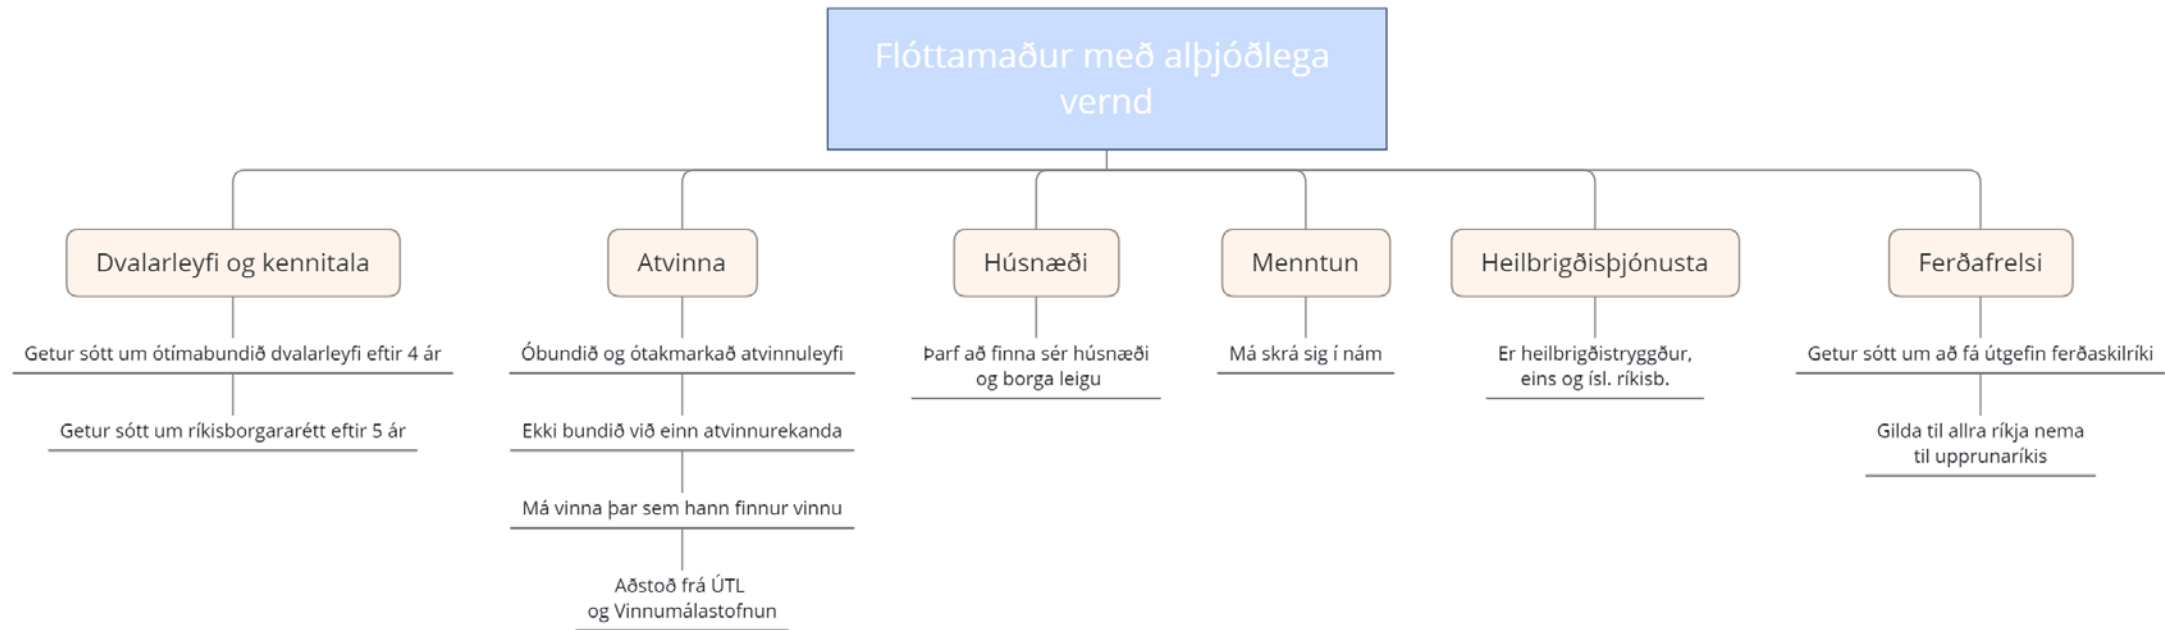 Flóttamaður með alþjóðlega
vernd
Dvalarleyfi og kennitala
Getur sótt um ótímabundið dvalarleyfi eftir 4 ár
Getur sótt um ríkisborgararétt eftir 5 ár
Atvinna
Óbundið og ótakmarkað atvinnuleyfi
Ekki bundið við einn atvinnurekanda
Má vinna þar sem hann finnur vinnu
Aðstoð frá ÚTL
og Vinnumálastofnun
Húsnæði
Þarf að finna sér húsnæði
og borga leigu
Menntun
Má skrá sig í nám
Heilbrigðisþjónusta
Er heilbrigðistryggður,
eins og ísl. ríkisb.
Ferðafrelsi
Getur sótt um að fá útgefin ferðaskilríki
Gilda til allra ríkja nema
til upprunaríkis